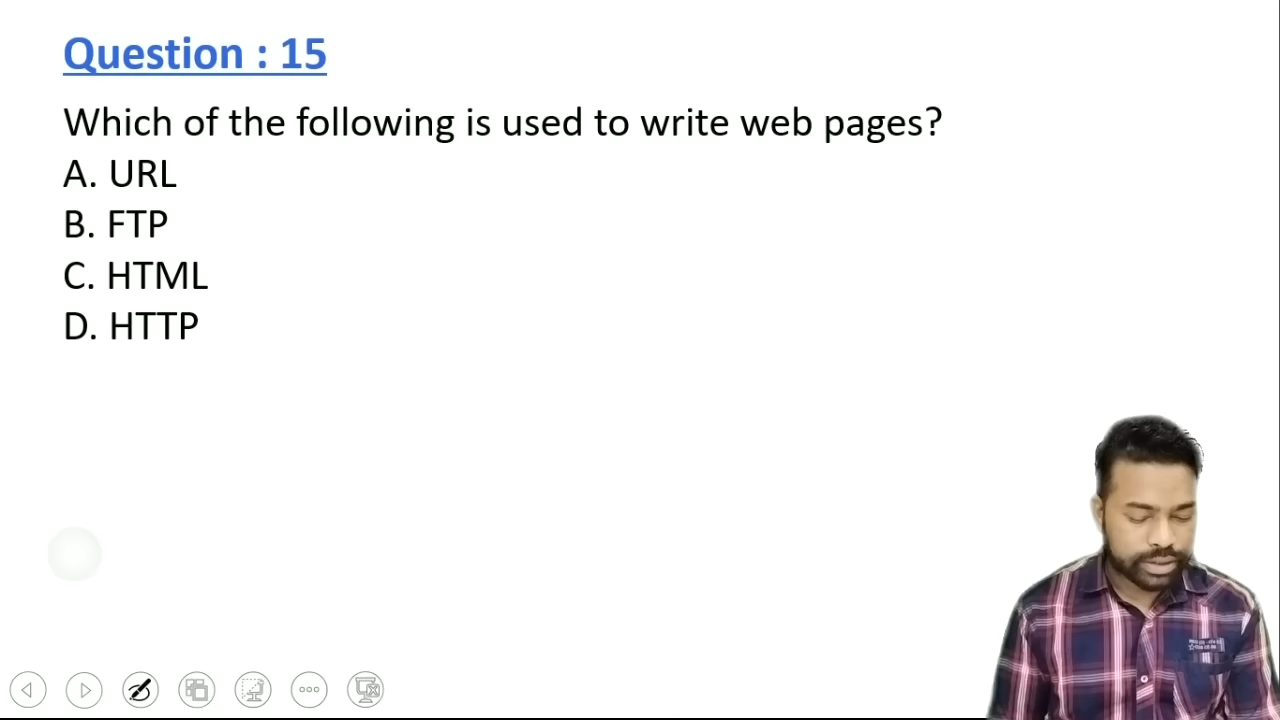 Question : 15
Which of the following is used to write web pages?
A. URL
B. FTP
C. HTML
D. HTTP